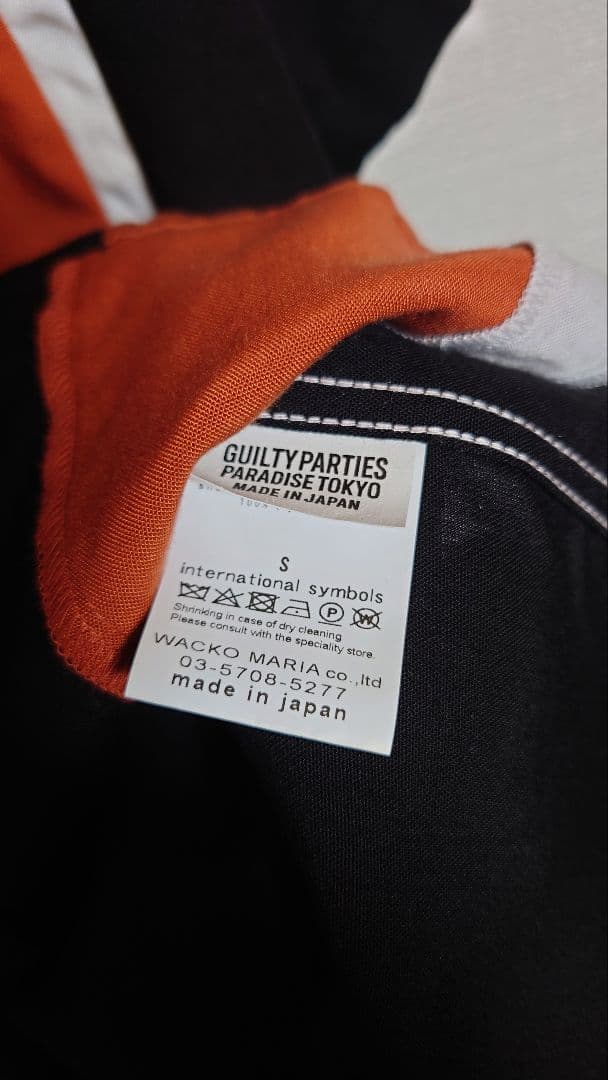 GUILTY PARTIES
PARADISE TOKYO
MADE IN JAPAN
S
international symbols
P
W
Shrinking in case of dry cleaning
Please consult with the speciality store.
WACKO MARIA co.,ltd
03-5708-5277
made in japan